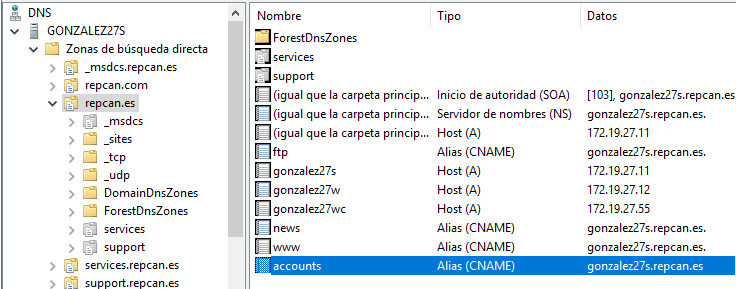 DNS
GONZALEZ27S
Zonas de búsqueda directa
_msdcs.repcan.es
repcan.com
repcan.es
_msdcs
_sites
_tcp
_udp
DomainDnsZones
ForestDnsZones
services
support
services.repcan.es
support.repcan.es
Nombre Tipo Datos
ForestDnsZones
services
support
(igual que la carpeta princip... Inicio de autoridad (SOA) [103], gonzalez27s.repcan.es
(igual que la carpeta princip... Servidor de nombres (NS) gonzalez27s.repcan.es.
(igual que la carpeta princip... Host (A) 172.19.27.11
ftp Alias (CNAME) gonzalez27s.repcan.es.
gonzalez27s Host (A) 172.19.27.11
gonzalez27w Host (A) 172.19.27.12
gonzalez27wc Host (A) 172.19.27.55
news Alias (CNAME) gonzalez27s.repcan.es.
www Alias (CNAME) gonzalez27s.repcan.es.
accounts Alias (CNAME) gonzalez27s.repcan.es